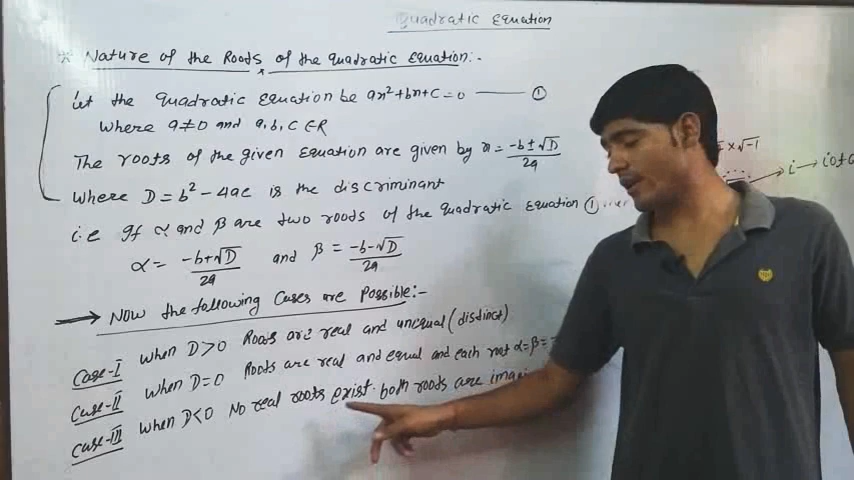 Quadratic Equation
* Nature of the Roots of the quadratic Equation:-
Let the quadratic Equation be ax²+bx+c=0 —— ①
Where a≠0 and a,b,c ∈R
The roots of the given Equation are given by x = (-b±√D)/2a
Where D=b²-4ac is the discriminant
i.e If α and β are two roots of the quadratic Equation ①
α = (-b+√D)/2a and β = (-b-√D)/2a
→ Now the following Cases are Possible:-
Case-I When D>0 Roots are real and unequal (distinct)
Case-II When D=0 Roots are real and equal and each root α=β=
Case-III When D<0 No real roots exist. both roots are
×√-1
i → iota